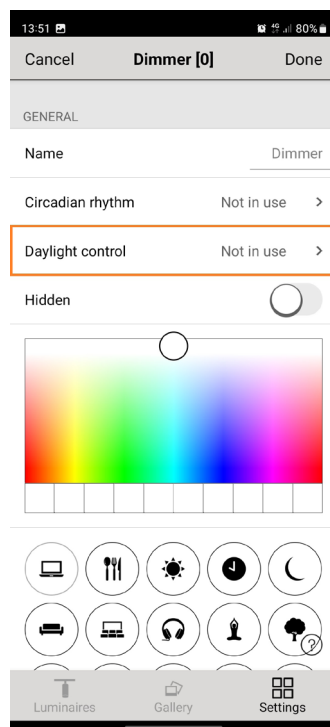 13:51 4G 80%
Cancel Dimmer [0] Done
GENERAL
Name Dimmer
Circadian rhythm Not in use >
Daylight control Not in use >
Hidden
?
Luminaires Gallery Settings